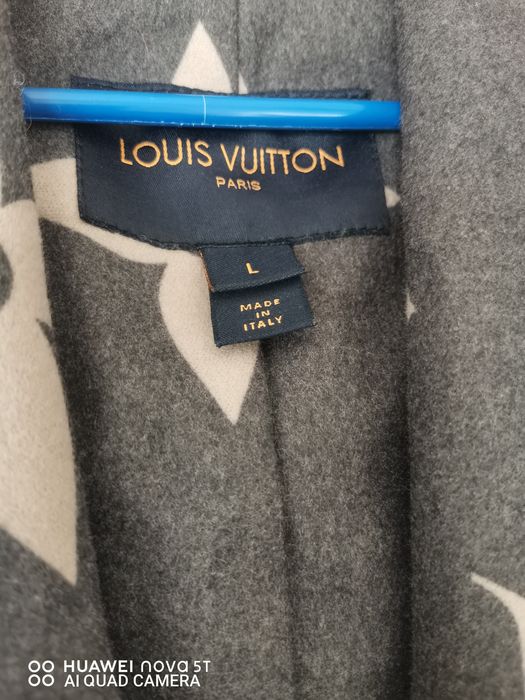 LOUIS VUITTON
PARIS
L
MADE
IN
ITALY
HUAWEI nova 5T
AI QUAD CAMERA